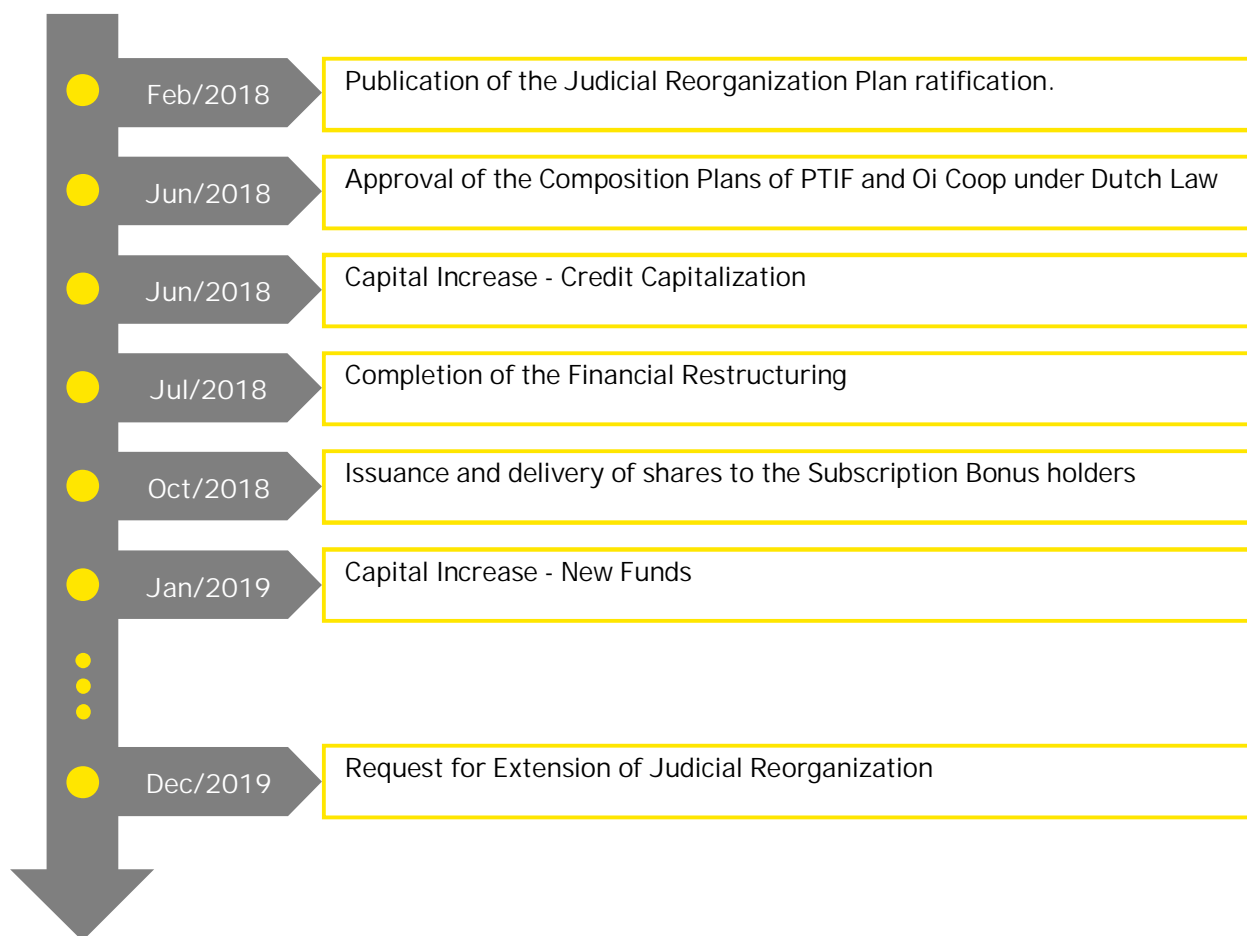 Feb/2018
Publication of the Judicial Reorganization Plan ratification.
Jun/2018
Approval of the Composition Plans of PTIF and Oi Coop under Dutch Law
Jun/2018
Capital Increase - Credit Capitalization
Jul/2018
Completion of the Financial Restructuring
Oct/2018
Issuance and delivery of shares to the Subscription Bonus holders
Jan/2019
Capital Increase - New Funds
Dec/2019
Request for Extension of Judicial Reorganization